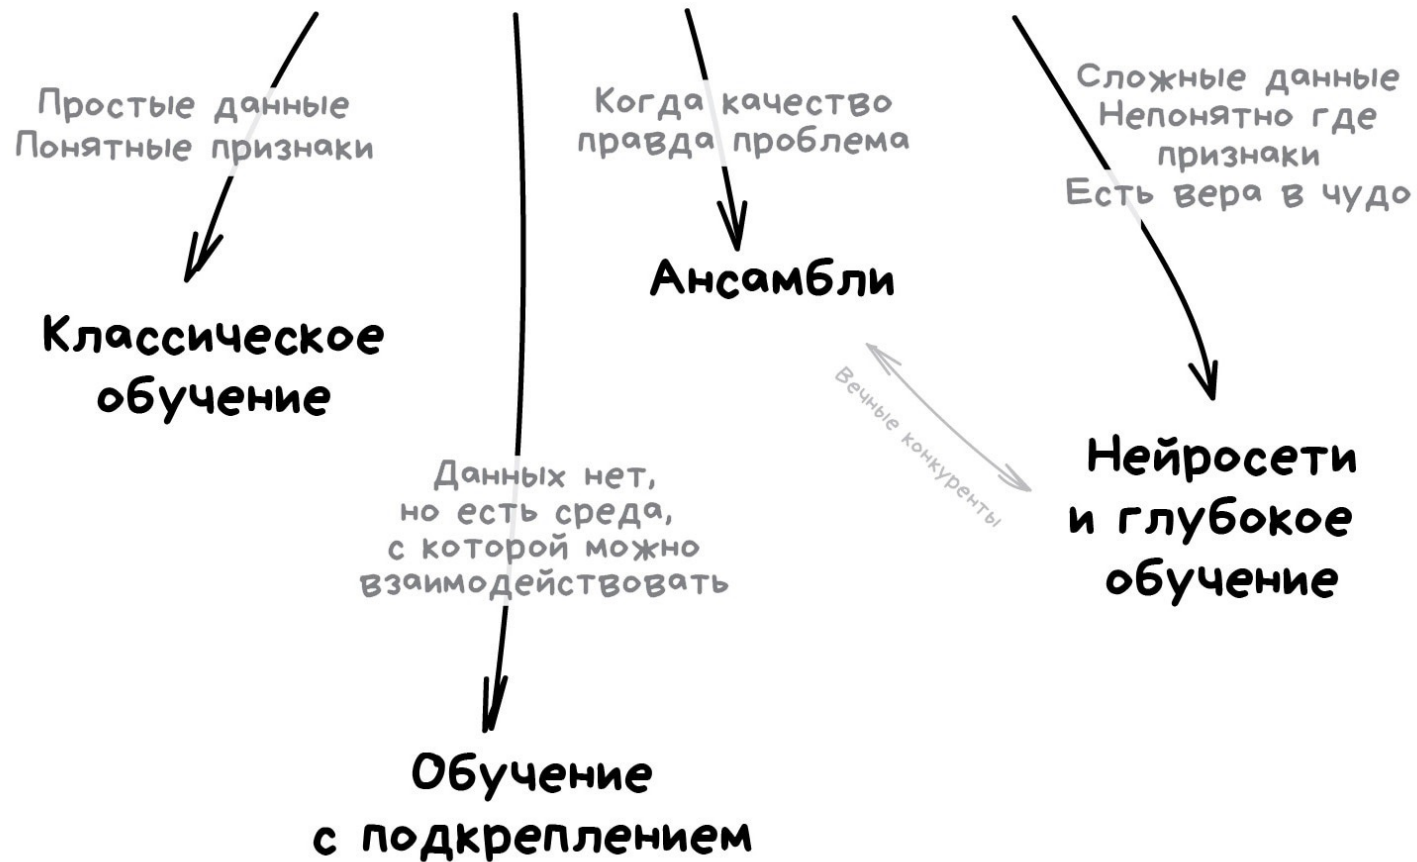 Простые данные
Понятные признаки
Классическое
обучение
Данных нет,
но есть среда,
с которой можно
взаимодействовать
Обучение
с подкреплением
Когда качество
правда проблема
Ансамбли
Вечные конкуренты
Сложные данные
Непонятно где
признаки
Есть вера в чудо
Нейросети
и глубокое
обучение